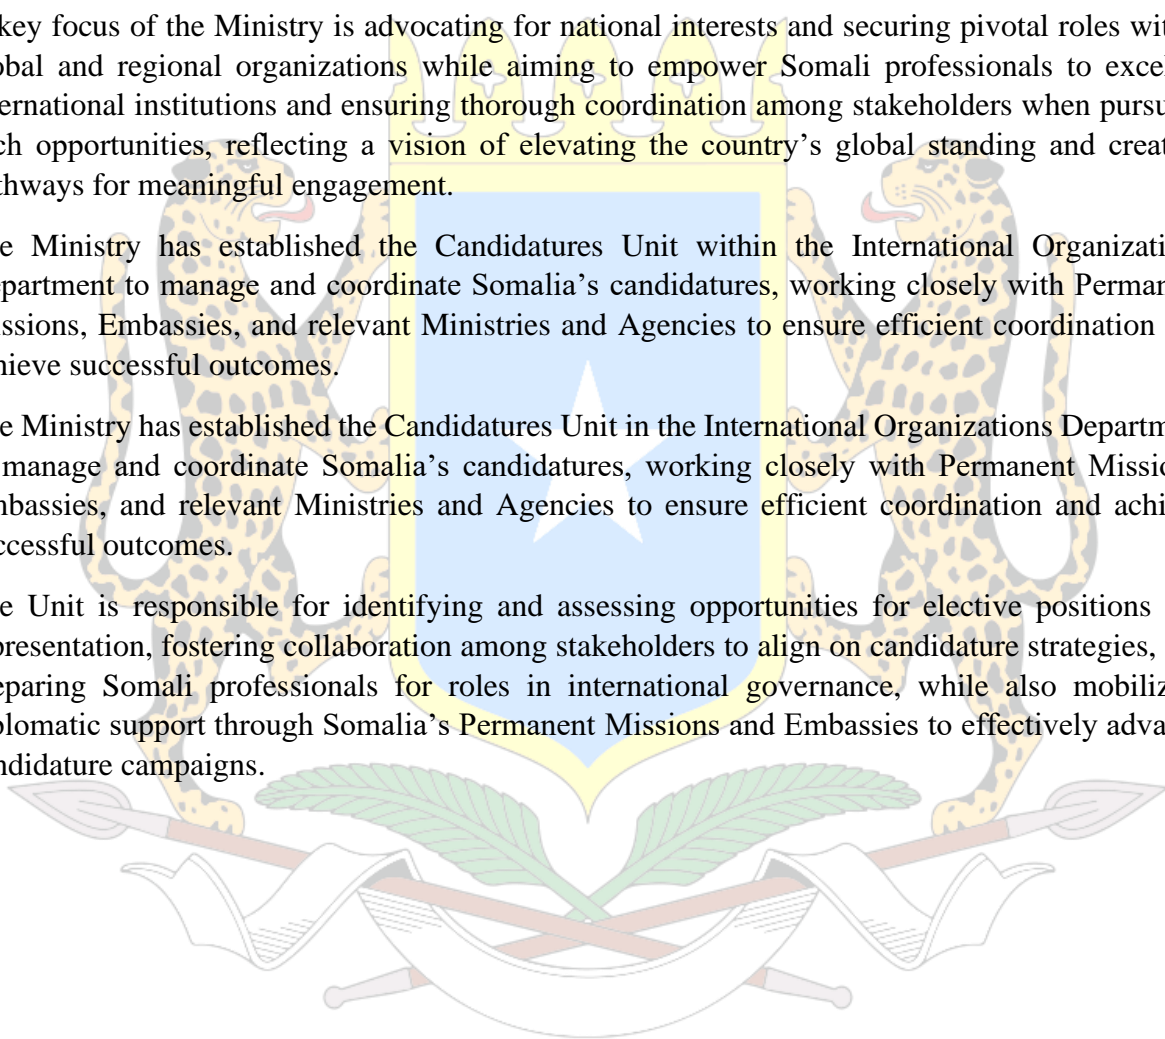 key focus of the Ministry is advocating for national interests and securing pivotal roles wit
obal and regional organizations while aiming to empower Somali professionals to excel
ernational institutions and ensuring thorough coordination among stakeholders when pursu
ch opportunities, reflecting a vision of elevating the country’s global standing and creat
thways for meaningful engagement.
e Ministry has established the Candidatures Unit within the International Organizati
partment to manage and coordinate Somalia’s candidatures, working closely with Perman
issions, Embassies, and relevant Ministries and Agencies to ensure efficient coordination
hieve successful outcomes.
e Ministry has established the Candidatures Unit in the International Organizations Departm
manage and coordinate Somalia’s candidatures, working closely with Permanent Missio
nbassies, and relevant Ministries and Agencies to ensure efficient coordination and achi
ccessful outcomes.
e Unit is responsible for identifying and assessing opportunities for elective positions
presentation, fostering collaboration among stakeholders to align on candidature strategies,
eparing Somali professionals for roles in international governance, while also mobiliz
plomatic support through Somalia’s Permanent Missions and Embassies to effectively adva
ndidature campaigns.